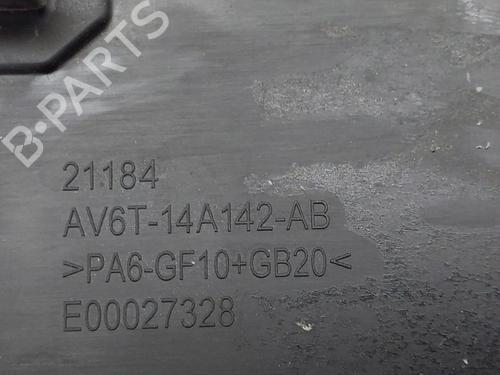 B-PARTS
21184
AV6T-14A142-AB
>PA6-GF10+GB20<
E00027328